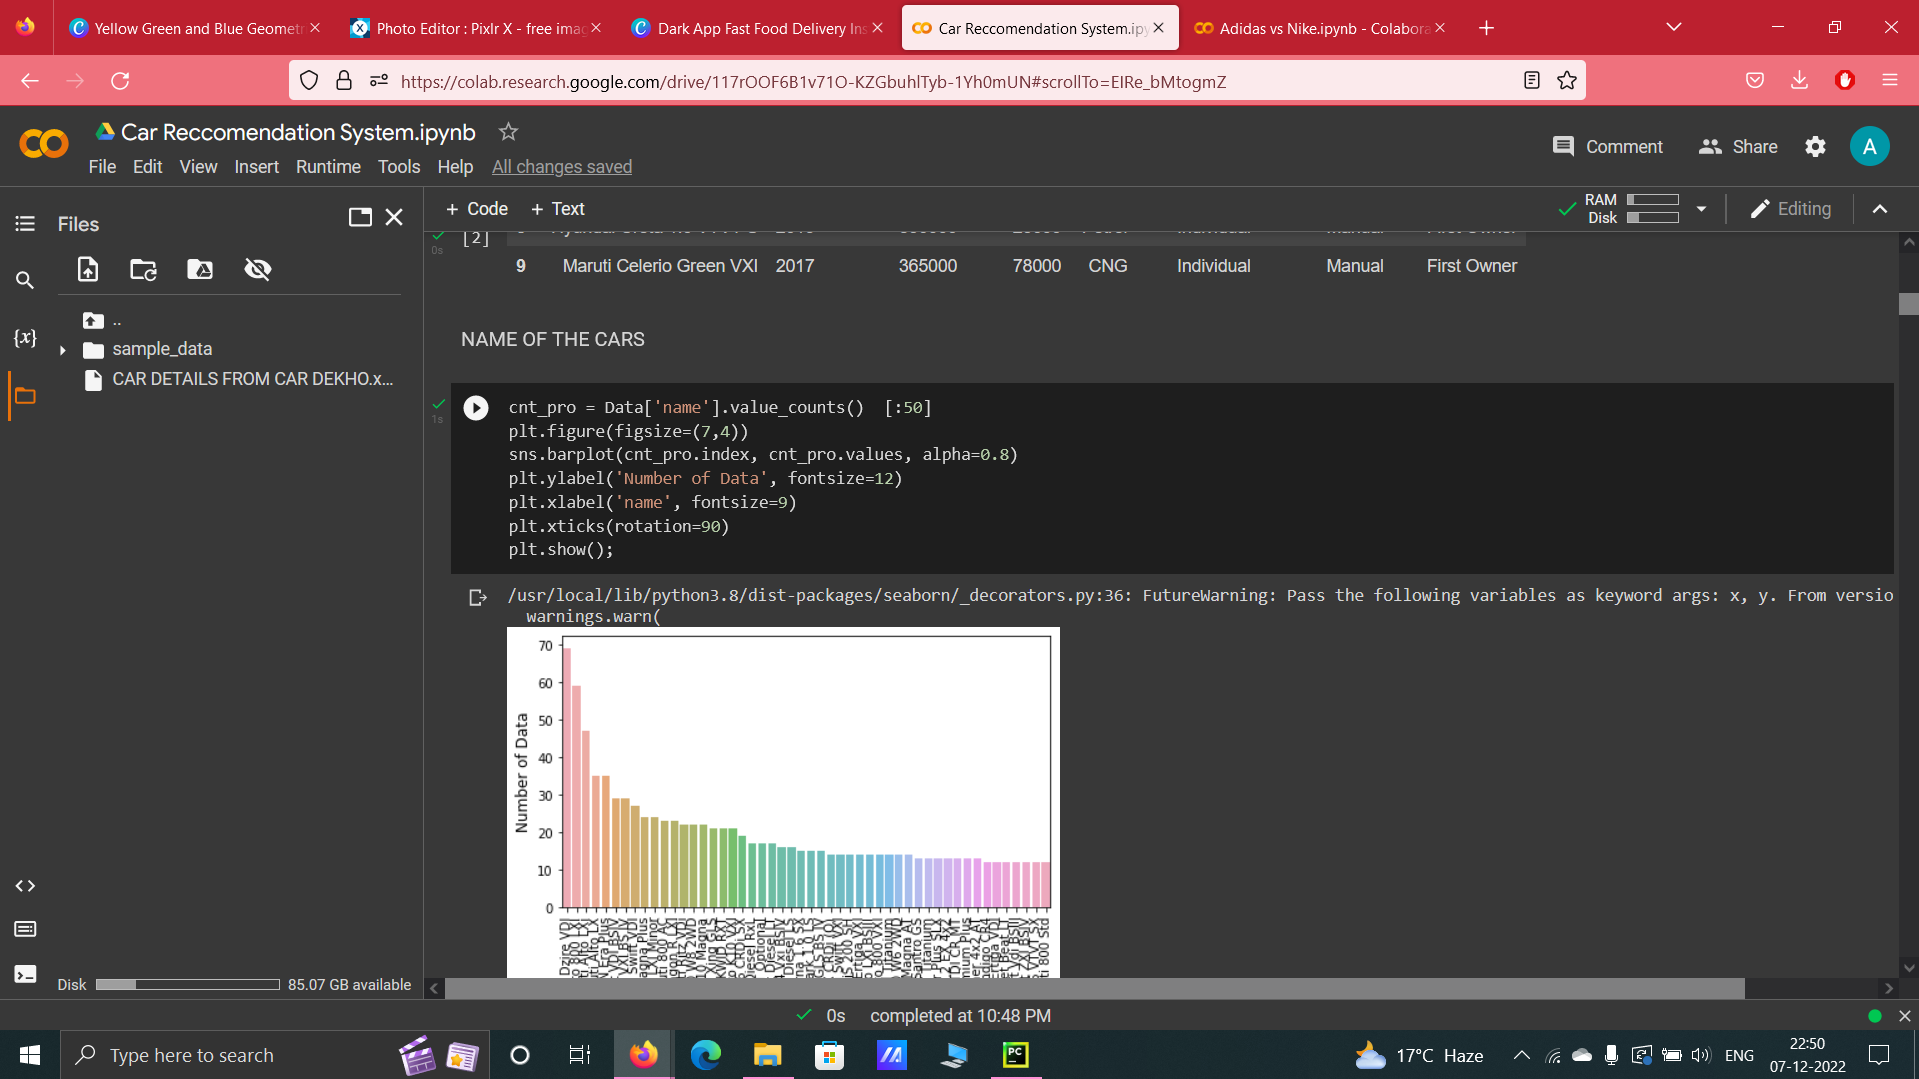 Yellow Green and Blue Geometr
Photo Editor : Pixlr X - free imag
Dark App Fast Food Delivery Ins
Car Reccomendation System.ipy
Adidas vs Nike.ipynb - Colabora
https://colab.research.google.com/drive/117rOOF6B1v71O-KZGbuhlTyb-1Yh0mUN#scrollTo=EIRe_bMtogmZ
Car Reccomendation System.ipynb
File Edit View Insert Runtime Tools Help All changes saved
Comment Share A
Files
+ Code + Text
RAM
Disk
Editing
[2]
0s
9 Maruti Celerio Green VXI 2017 365000 78000 CNG Individual Manual First Owner
..
sample_data
CAR DETAILS FROM CAR DEKHO.x...
{x}
NAME OF THE CARS
1s
cnt_pro = Data['name'].value_counts() [:50]
plt.figure(figsize=(7,4))
sns.barplot(cnt_pro.index, cnt_pro.values, alpha=0.8)
plt.ylabel('Number of Data', fontsize=12)
plt.xlabel('name', fontsize=9)
plt.xticks(rotation=90)
plt.show();
/usr/local/lib/python3.8/dist-packages/seaborn/_decorators.py:36: FutureWarning: Pass the following variables as keyword args: x, y. From versio
warnings.warn(
70
60
50
40
30
20
10
0
Number of Data
Disk 85.07 GB available
0s completed at 10:48 PM
Type here to search
PC
17°C Haze
ENG
22:50
07-12-2022